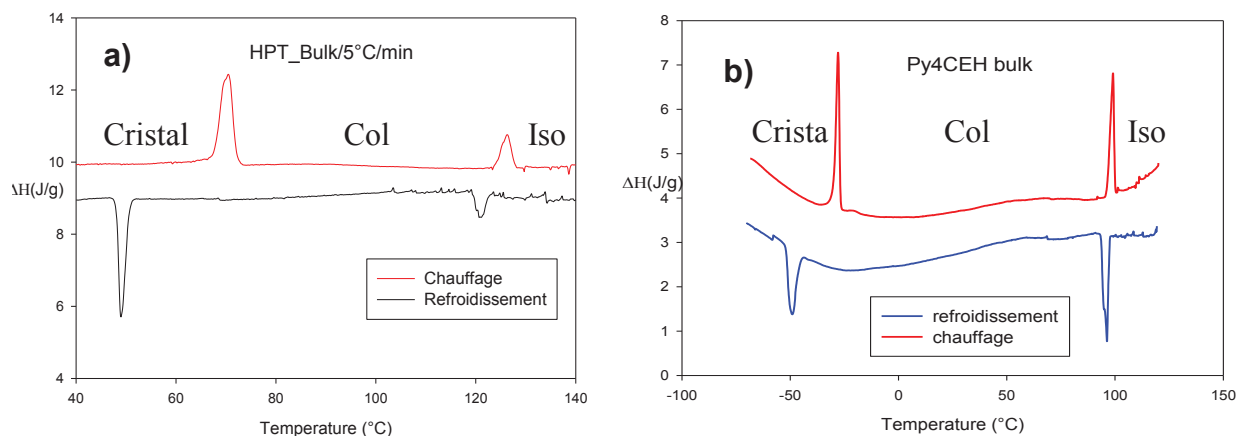 a)
HPT_Bulk/5°C/min
14
12
10
8
6
4
ΔH(J/g)
Cristal
Col
Iso
Chauffage
Refroidissement
40
60
80
100
120
140
Temperature (°C)
b)
Py4CEH bulk
8
7
6
5
4
3
2
1
0
ΔH(J/g)
Crista
Col
Iso
refroidissement
chauffage
-100
-50
0
50
100
150
Temperature (°C)